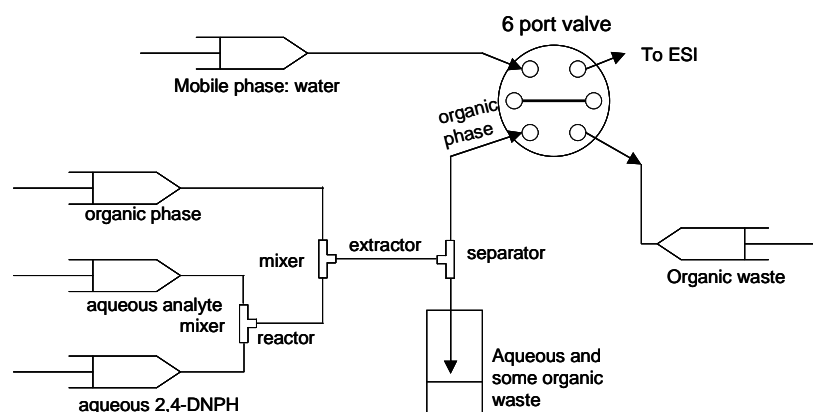 6 port valve
To ESI
Mobile phase: water
organic
phase
organic phase
mixer
extractor
separator
Organic waste
aqueous analyte
mixer
reactor
Aqueous and
some organic
waste
aqueous 2,4-DNPH